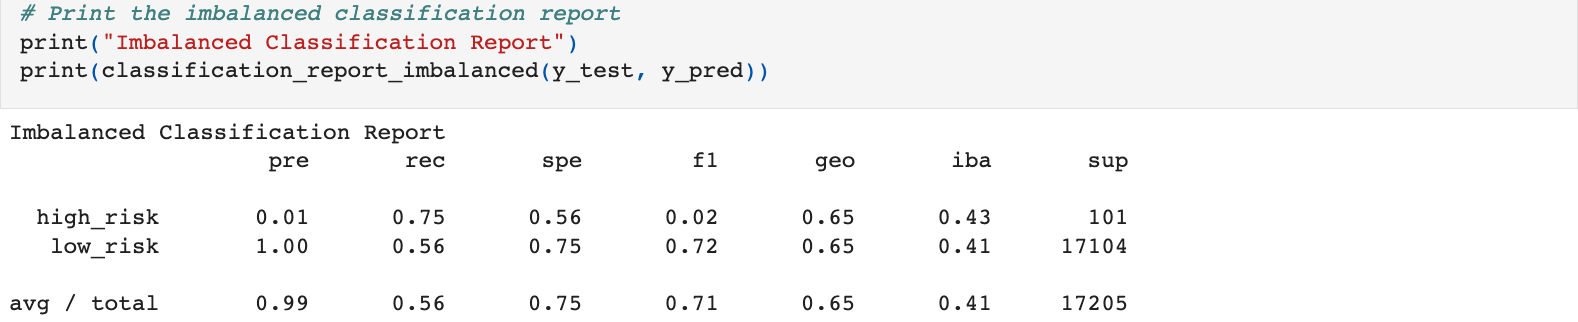 # Print the imbalanced classification report
print("Imbalanced Classification Report")
print(classification_report_imbalanced(y_test, y_pred))
Imbalanced Classification Report
pre rec spe f1 geo iba sup
high_risk 0.01 0.75 0.56 0.02 0.65 0.43 101
low_risk 1.00 0.56 0.75 0.72 0.65 0.41 17104
avg / total 0.99 0.56 0.75 0.71 0.65 0.41 17205